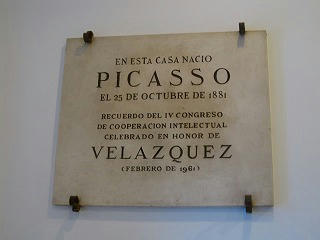 EN ESTA CASA NACIO
PICASSO
EL 25 DE OCTUBRE DE 1881
RECUERDO DEL IV CONGRESO
DE COOPERACION INTELECTUAL
CELEBRADO EN HONOR DE
VELAZQUEZ
(FEBRERO DE 1961)